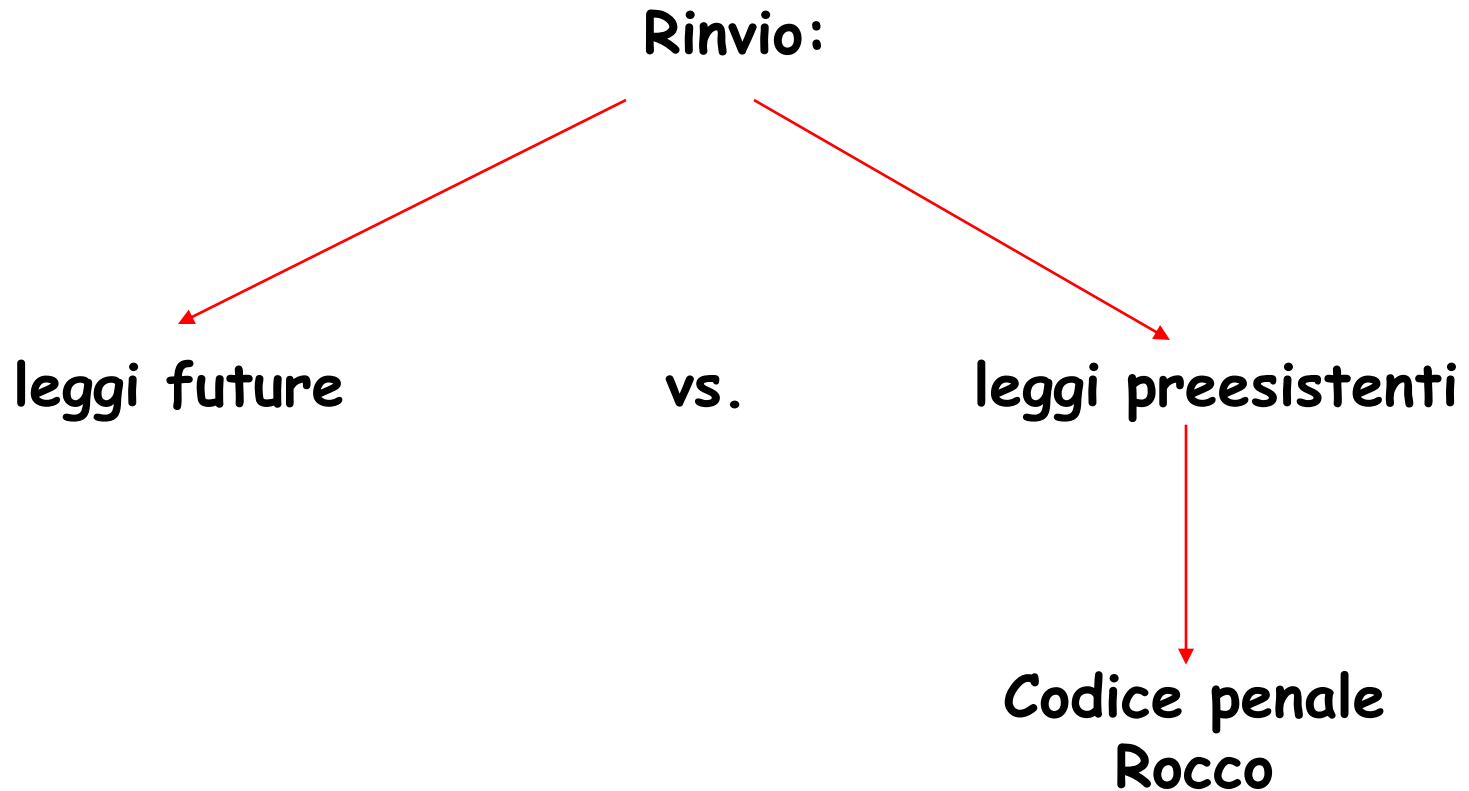 Rinvio:
leggi future vs. leggi preesistenti
Codice penale
Rocco